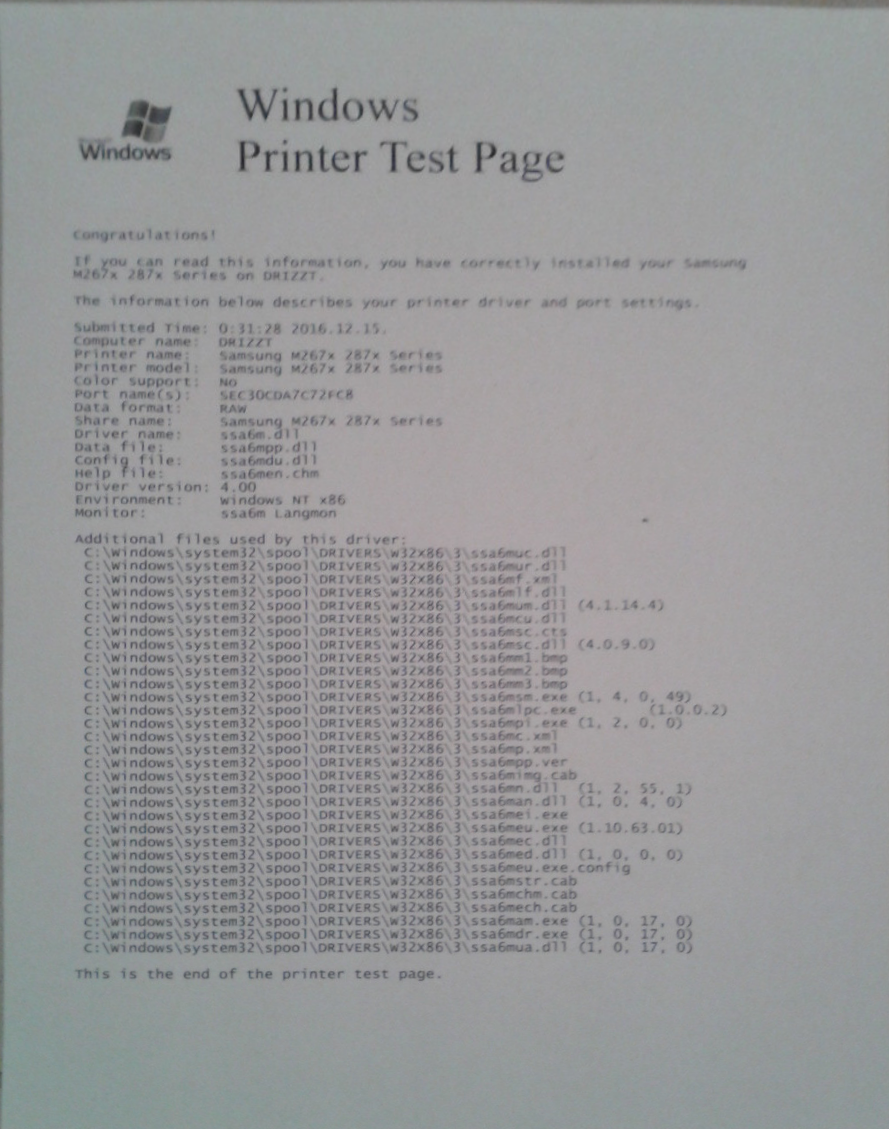 Windows
Windows
Printer Test Page
Congratulations!
If you can read this information, you have correctly installed your Samsung
M267x 287x Series on DRIZZT.
The information below describes your printer driver and port settings.
Submitted Time: 0:31:28 2016.12.15.
Computer name: DRIZZT
Printer name: Samsung M267x 287x Series
Printer model: Samsung M267x 287x Series
Color support: No
Port name(s): SEC30CDA7C72FC8
Data format: RAW
Share name: Samsung M267x 287x Series
Driver name: ssa6m.dll
Data file: ssa6mpp.dll
Config file: ssa6mdu.dll
Help file: ssa6men.chm
Driver version: 4.00
Environment: Windows NT x86
Monitor: ssa6m Langmon
Additional files used by this driver:
C:\Windows\system32\spool\DRIVERS\W32X86\3\ssa6muc.dll
C:\Windows\system32\spool\DRIVERS\W32X86\3\ssa6mur.dll
C:\Windows\system32\spool\DRIVERS\W32X86\3\ssa6mf.xml
C:\Windows\system32\spool\DRIVERS\W32X86\3\ssa6mlf.dll
C:\Windows\system32\spool\DRIVERS\W32X86\3\ssa6mum.dll (4.1.14.4)
C:\Windows\system32\spool\DRIVERS\W32X86\3\ssa6mcu.dll
C:\Windows\system32\spool\DRIVERS\W32X86\3\ssa6msc.cts
C:\Windows\system32\spool\DRIVERS\W32X86\3\ssa6msc.dll (4.0.9.0)
C:\Windows\system32\spool\DRIVERS\W32X86\3\ssa6mm1.bmp
C:\Windows\system32\spool\DRIVERS\W32X86\3\ssa6mm2.bmp
C:\Windows\system32\spool\DRIVERS\W32X86\3\ssa6mm3.bmp
C:\Windows\system32\spool\DRIVERS\W32X86\3\ssa6msm.exe (1, 4, 0, 49)
C:\Windows\system32\spool\DRIVERS\W32X86\3\ssa6mlpc.exe (1.0.0.2)
C:\Windows\system32\spool\DRIVERS\W32X86\3\ssa6mpi.exe (1, 2, 0, 0)
C:\Windows\system32\spool\DRIVERS\W32X86\3\ssa6mc.xml
C:\Windows\system32\spool\DRIVERS\W32X86\3\ssa6mp.xml
C:\Windows\system32\spool\DRIVERS\W32X86\3\ssa6mpp.ver
C:\Windows\system32\spool\DRIVERS\W32X86\3\ssa6mimg.cab
C:\Windows\system32\spool\DRIVERS\W32X86\3\ssa6mn.dll (1, 2, 55, 1)
C:\Windows\system32\spool\DRIVERS\W32X86\3\ssa6man.dll (1, 0, 4, 0)
C:\Windows\system32\spool\DRIVERS\W32X86\3\ssa6mei.exe
C:\Windows\system32\spool\DRIVERS\W32X86\3\ssa6meu.exe (1.10.63.01)
C:\Windows\system32\spool\DRIVERS\W32X86\3\ssa6mec.dll
C:\Windows\system32\spool\DRIVERS\W32X86\3\ssa6med.dll (1, 0, 0, 0)
C:\Windows\system32\spool\DRIVERS\W32X86\3\ssa6meu.exe.config
C:\Windows\system32\spool\DRIVERS\W32X86\3\ssa6mstr.cab
C:\Windows\system32\spool\DRIVERS\W32X86\3\ssa6mchm.cab
C:\Windows\system32\spool\DRIVERS\W32X86\3\ssa6mech.cab
C:\Windows\system32\spool\DRIVERS\W32X86\3\ssa6mam.exe (1, 0, 17, 0)
C:\Windows\system32\spool\DRIVERS\W32X86\3\ssa6mdr.exe (1, 0, 17, 0)
C:\Windows\system32\spool\DRIVERS\W32X86\3\ssa6mua.dll (1, 0, 17, 0)
This is the end of the printer test page.